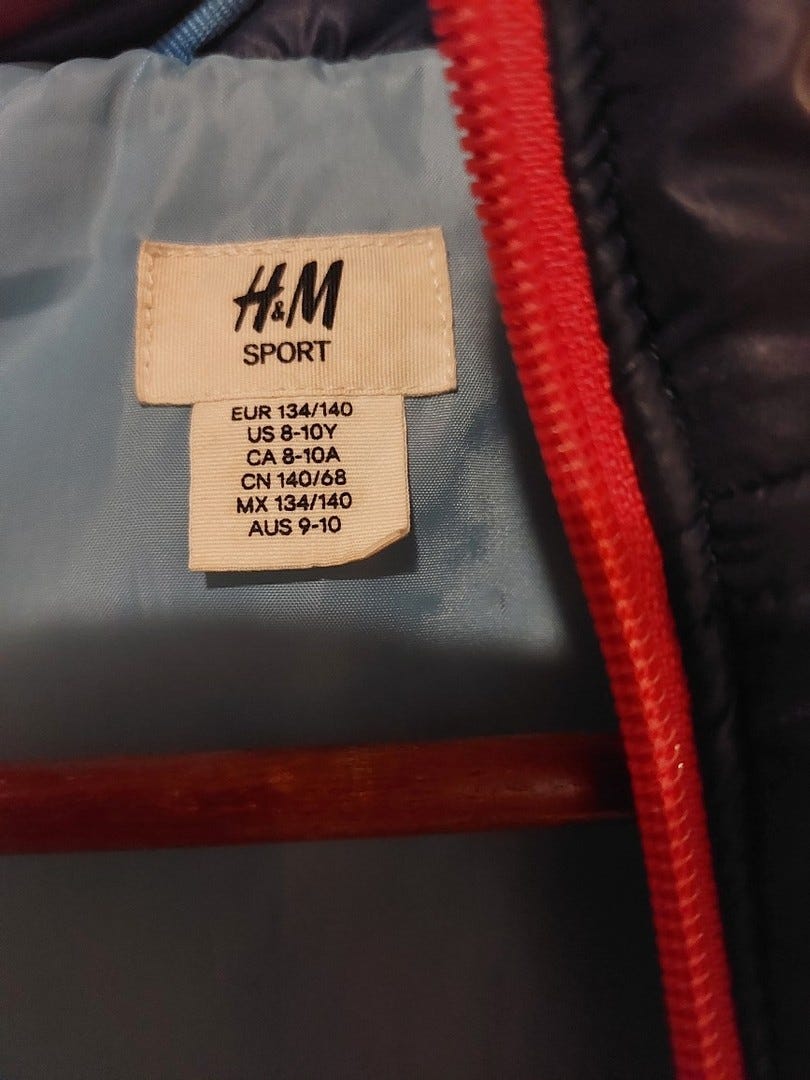 H&M
SPORT
EUR 134/140
US 8-10Y
CA 8-10A
CN 140/68
MX 134/140
AUS 9-10